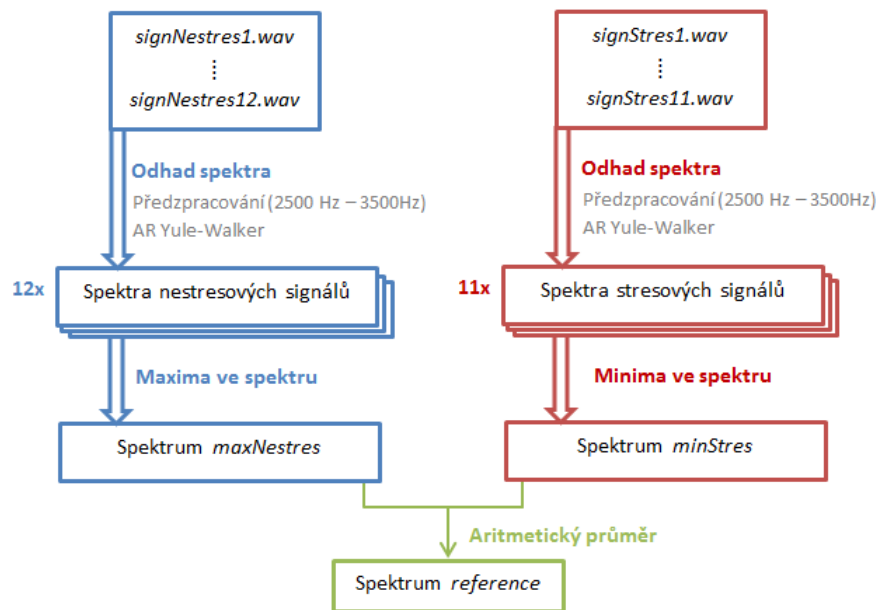 signNestres1.wav
⋮
signNestres12.wav
Odhad spektra
Předzpracování (2500 Hz – 3500Hz)
AR Yule-Walker
12x
Spektra nestresových signálů
Maxima ve spektru
Spektrum maxNestres
signStres1.wav
⋮
signStres11.wav
Odhad spektra
Předzpracování (2500 Hz – 3500Hz)
AR Yule-Walker
11x
Spektra stresových signálů
Minima ve spektru
Spektrum minStres
Aritmetický průměr
Spektrum reference